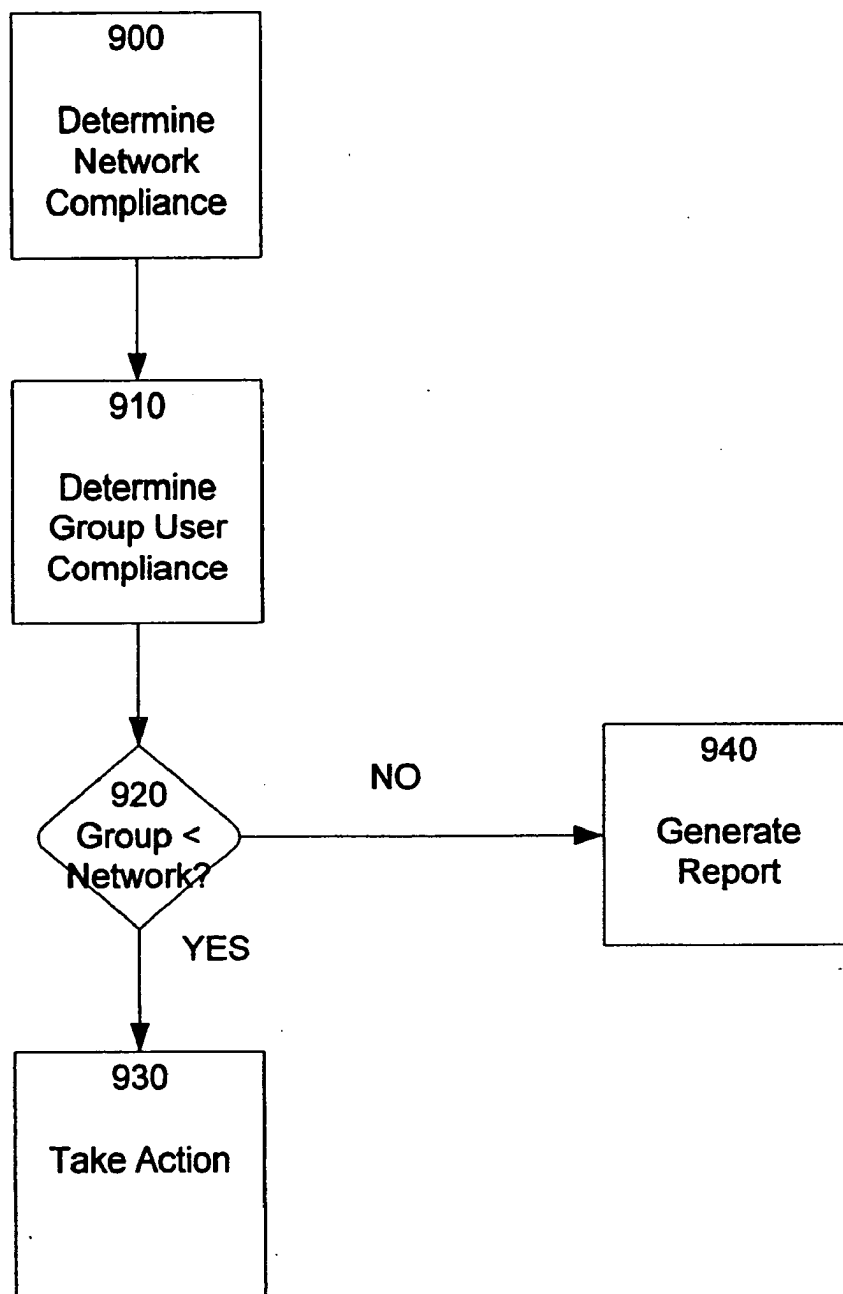 900
Determine
Network
Compliance
910
Determine
Group User
Compliance
920
Group <
Network?
NO
940
Generate
Report
YES
930
Take Action